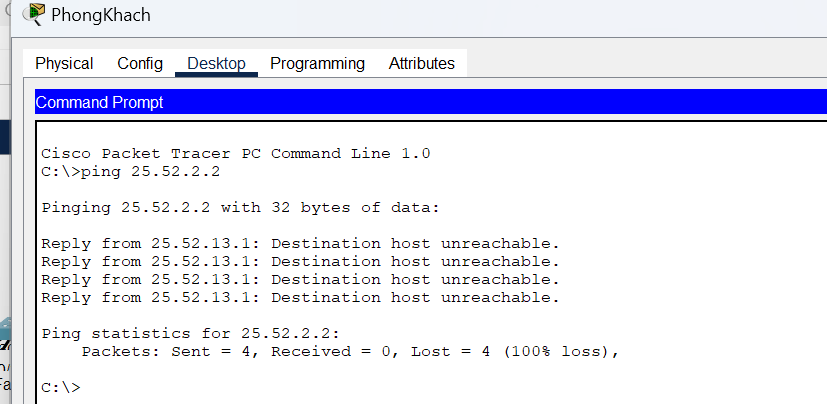 PhongKhach
Physical Config Desktop Programming Attributes
Command Prompt
Cisco Packet Tracer PC Command Line 1.0
C:\>ping 25.52.2.2
Pinging 25.52.2.2 with 32 bytes of data:
Reply from 25.52.13.1: Destination host unreachable.
Reply from 25.52.13.1: Destination host unreachable.
Reply from 25.52.13.1: Destination host unreachable.
Reply from 25.52.13.1: Destination host unreachable.
Ping statistics for 25.52.2.2:
Packets: Sent = 4, Received = 0, Lost = 4 (100% loss),
C:\>